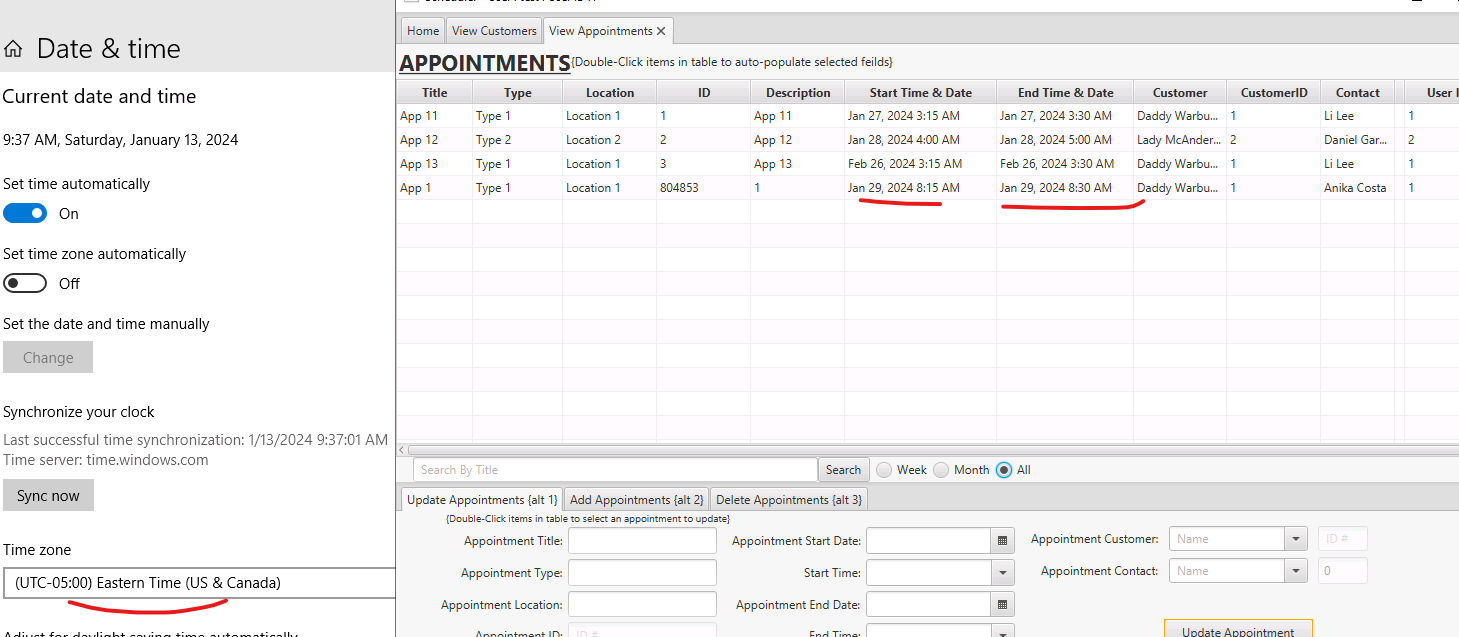 Date & time
Current date and time
9:37 AM, Saturday, January 13, 2024
Set time automatically
On
Set time zone automatically
Off
Set the date and time manually
Change
Synchronize your clock
Last successful time synchronization: 1/13/2024 9:37:01 AM
Time server: time.windows.com
Sync now
Time zone
(UTC-05:00) Eastern Time (US & Canada)
Adjust for daylight saving time automatically
Home View Customers View Appointments
APPOINTMENTS {Double-Click items in table to auto-populate selected feilds}
Title Type Location ID Description Start Time & Date End Time & Date Customer CustomerID Contact User
App 11 Type 1 Location 1 1 App 11 Jan 27, 2024 3:15 AM Jan 27, 2024 3:30 AM Daddy Warbu... 1 Li Lee 1
App 12 Type 2 Location 2 2 App 12 Jan 28, 2024 4:00 AM Jan 28, 2024 5:00 AM Lady McAnder... 2 Daniel Gar... 2
App 13 Type 1 Location 1 3 App 13 Feb 26, 2024 3:15 AM Feb 26, 2024 3:30 AM Daddy Warbu... 1 Li Lee 1
App 1 Type 1 Location 1 804853 1 Jan 29, 2024 8:15 AM Jan 29, 2024 8:30 AM Daddy Warbu... 1 Anika Costa 1
Search By Title Search Week Month All
Update Appointments {alt 1} Add Appointments {alt 2} Delete Appointments {alt 3}
{Double-Click items in table to select an appointment to update}
Appointment Title: Appointment Start Date: Appointment Customer: Name ID #
Appointment Type: Start Time: Appointment Contact: Name 0
Appointment Location: Appointment End Date:
Appointment ID: ID # End Time: Update Appointment